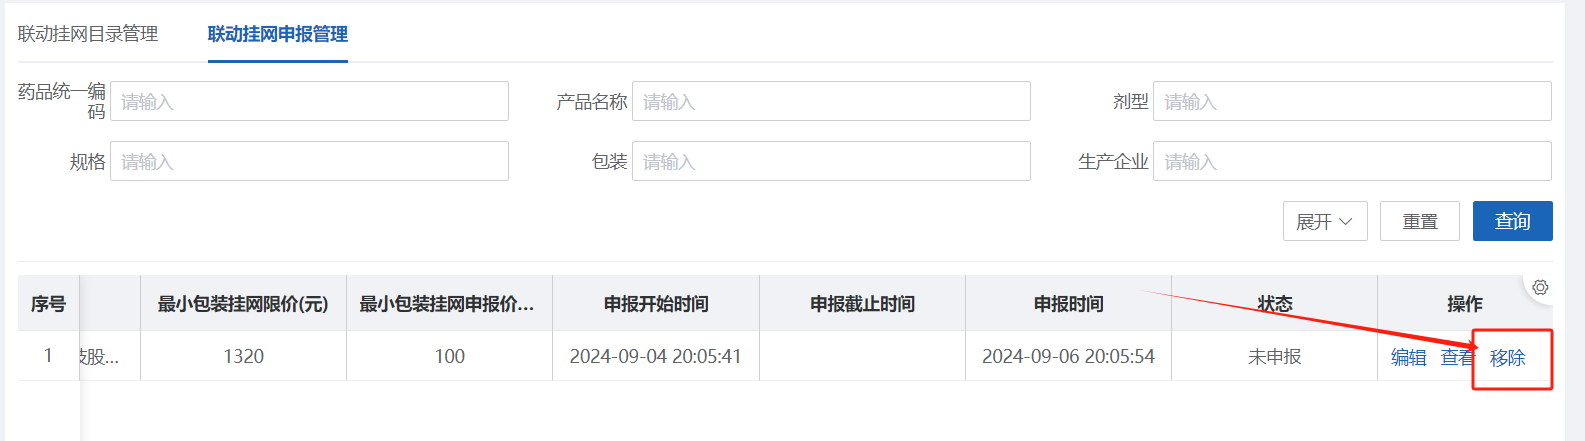 联动挂网目录管理 联动挂网申报管理
药品统一编码 请输入 产品名称 请输入 剂型 请输入
规格 请输入 包装 请输入 生产企业 请输入
展开 重置 查询
序号 最小包装挂网限价(元) 最小包装挂网申报价... 申报开始时间 申报截止时间 申报时间 状态 操作
1 技股... 1320 100 2024-09-04 20:05:41 2024-09-06 20:05:54 未申报 编辑 查看 移除